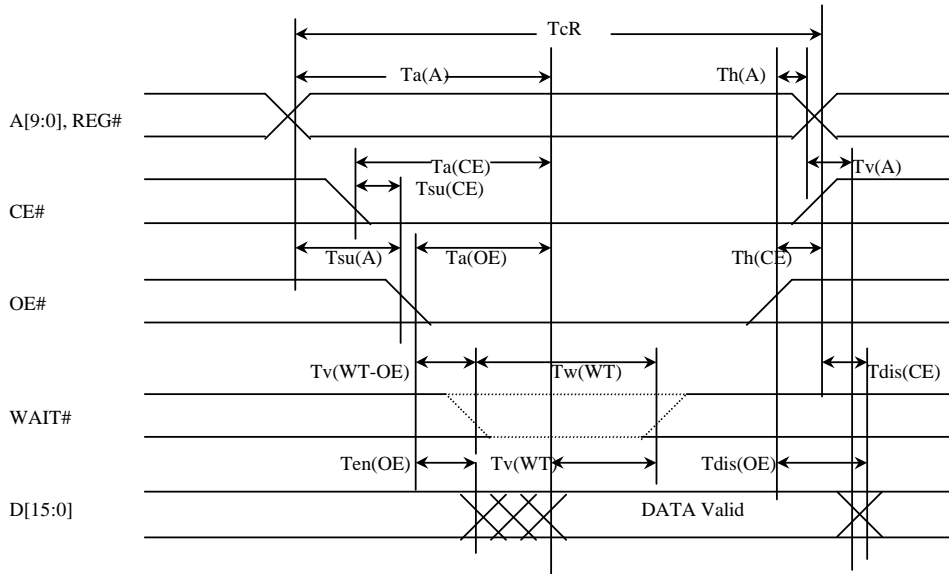 TcR
Ta(A)
Th(A)
A[9:0], REG#
Ta(CE)
Tv(A)
Tsu(CE)
CE#
Tsu(A)
Ta(OE)
Th(CE)
OE#
Tv(WT-OE)
Tw(WT)
Tdis(CE)
WAIT#
Ten(OE)
Tv(WT)
Tdis(OE)
D[15:0]
DATA Valid